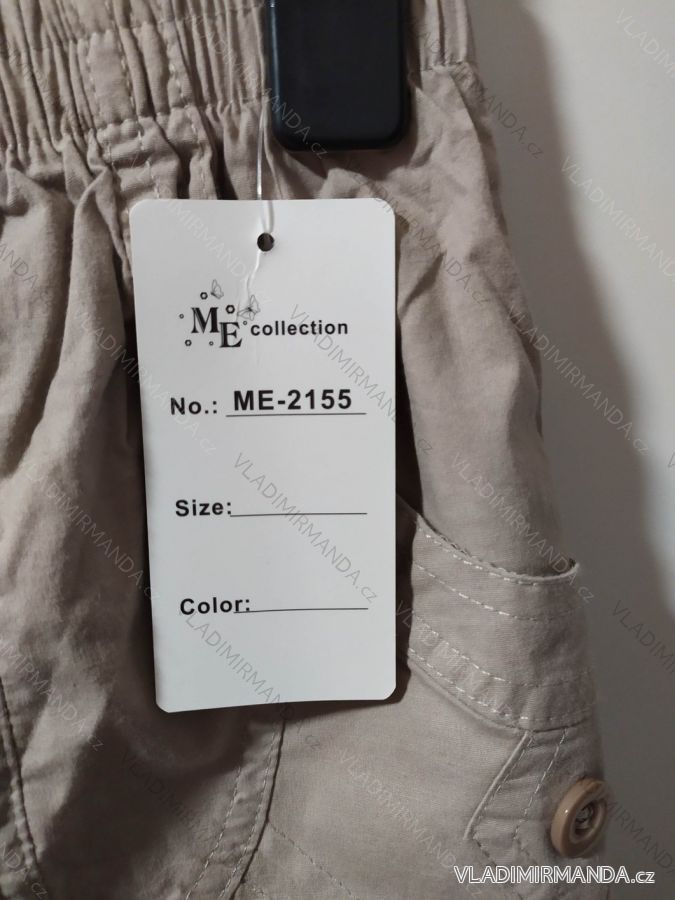 ME collection
No.: ME-2155
Size:
Color:
VLADIMIRMANDA.cz